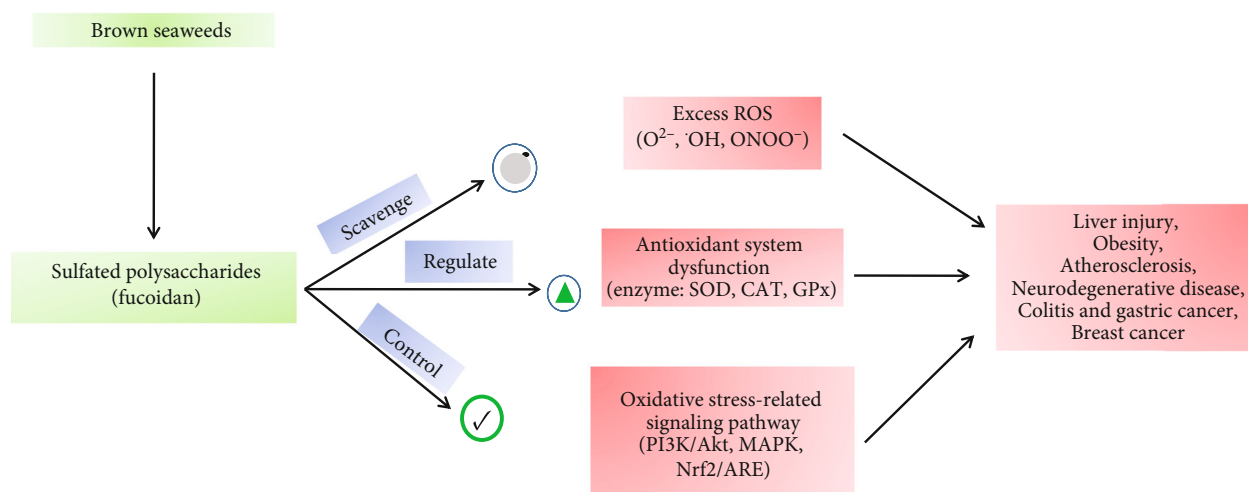 Brown seaweeds
Sulfated polysaccharides
(fucoidan)
Scavenge
Regulate
Control
✓
Excess ROS
(O²⁻, ˙OH, ONOO⁻)
Antioxidant system
dysfunction
(enzyme: SOD, CAT, GPx)
Oxidative stress-related
signaling pathway
(PI3K/Akt, MAPK,
Nrf2/ARE)
Liver injury,
Obesity,
Atherosclerosis,
Neurodegenerative disease,
Colitis and gastric cancer,
Breast cancer